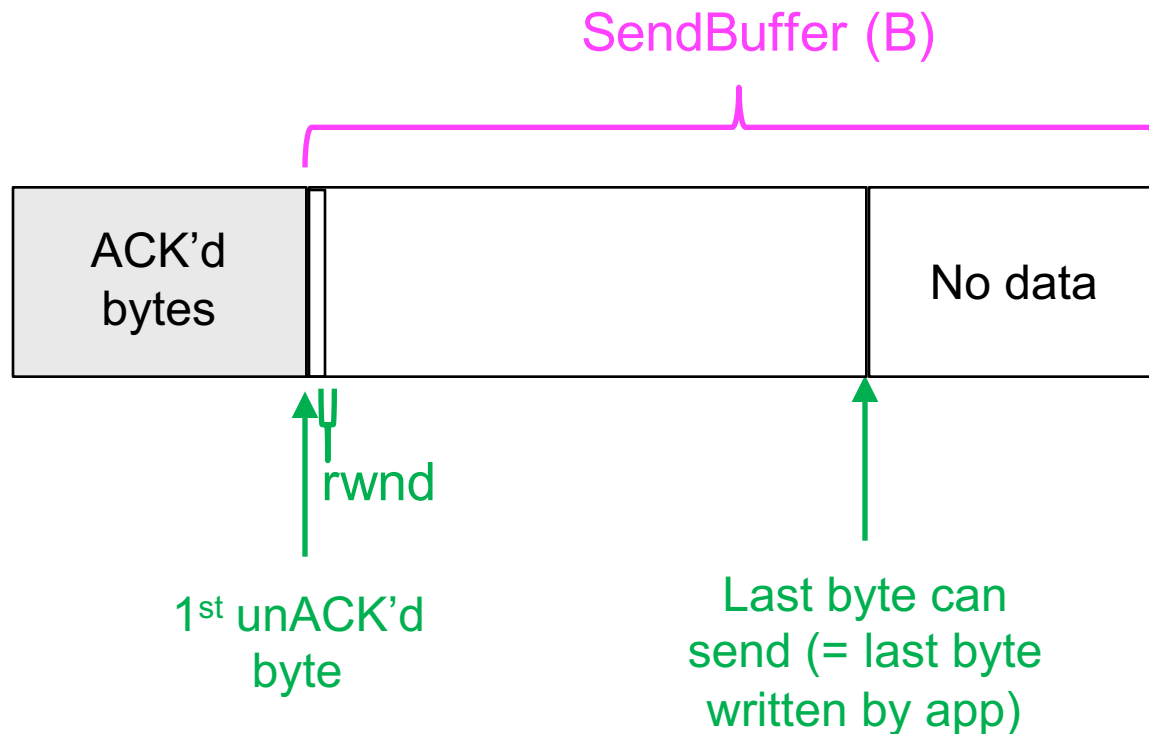 SendBuffer (B)
ACK’d
bytes
No data
rwnd
1st unACK’d
byte
Last byte can
send (= last byte
written by app)